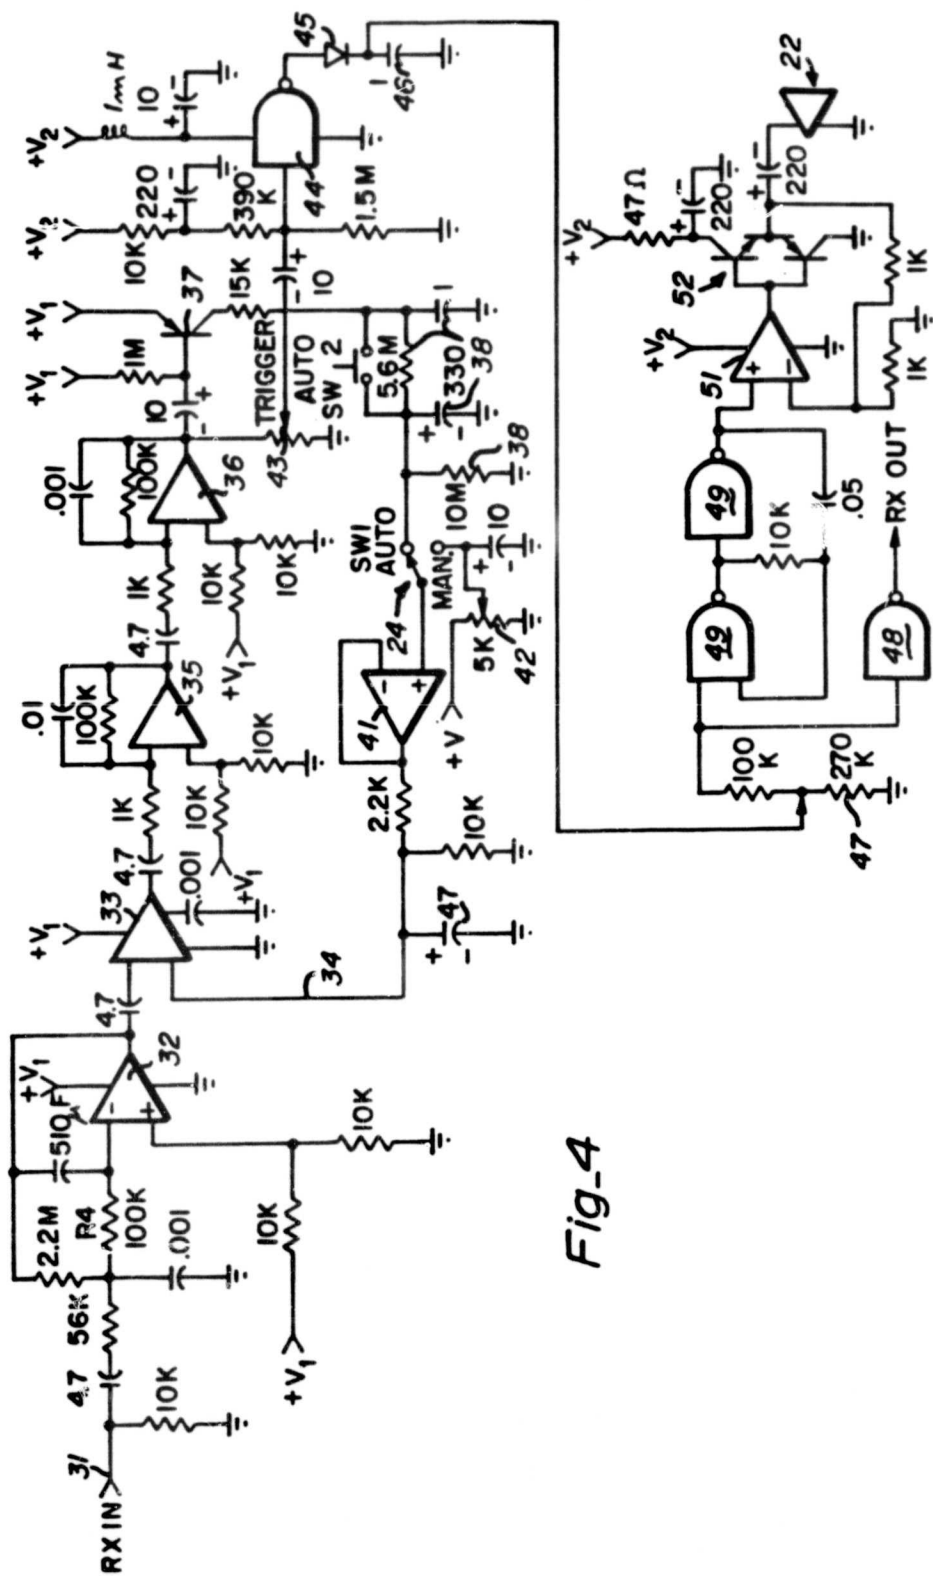 RX IN
31
4.7
10K
56K
2.2M
R4
100K
.001
510 F
+V1
32
10K
+V1
10K
4.7
33
+V1
.001
34
4.7
1K
.01
100K
35
10K
+V1
10K
4.7
1K
.001
100K
36
10K
+V1
10K
10
1M
+V1
+V1
37
15K
TRIGGER
43
10
+
-
10K
+V2
220
390
K
1.5M
+V2
1mH
10
44
45
1
46
AUTO
SW 2
5.6M
1
330
38
10M
38
SW1
AUTO
24
MAN.
10
5K
42
+V
41
2.2K
10K
47
100
K
270
K
47
49
49
10K
.05
48
RX OUT
+V2
51
52
+V2
47Ω
220
220
22
1K
1K
Fig_4